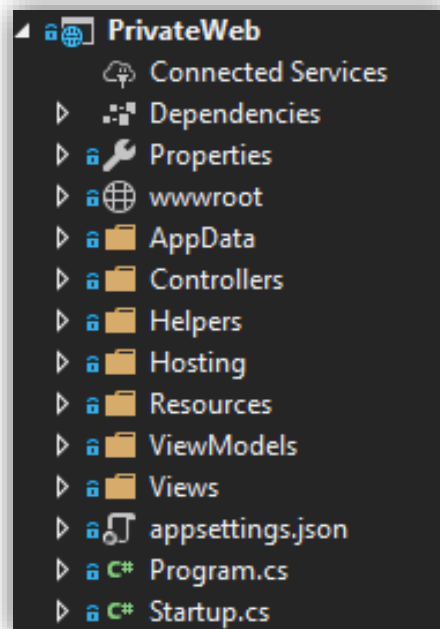 PrivateWeb
Connected Services
Dependencies
Properties
wwwroot
AppData
Controllers
Helpers
Hosting
Resources
ViewModels
Views
appsettings.json
C# Program.cs
C# Startup.cs